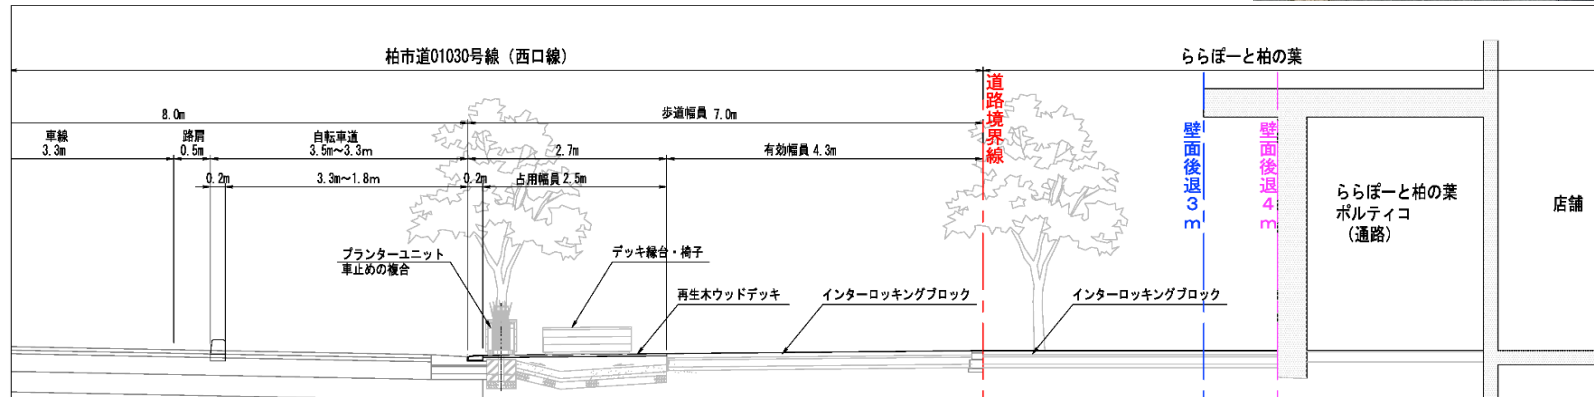 柏市道01030号線（西口線）
ららぽーと柏の葉
道路境界線
8.0m
歩道幅員 7.0m
車線
3.3m
路肩
0.5m
自転車道
3.5m～3.3m
2.7m
有効幅員 4.3m
0.2m
3.3m～1.8m
0.2m
占用幅員 2.5m
壁面後退3m
壁面後退4m
ららぽーと柏の葉
ポルティコ
（通路）
店舗
プランターユニット
車止めの複合
デッキ縁台・椅子
再生木ウッドデッキ
インターロッキングブロック
インターロッキングブロック